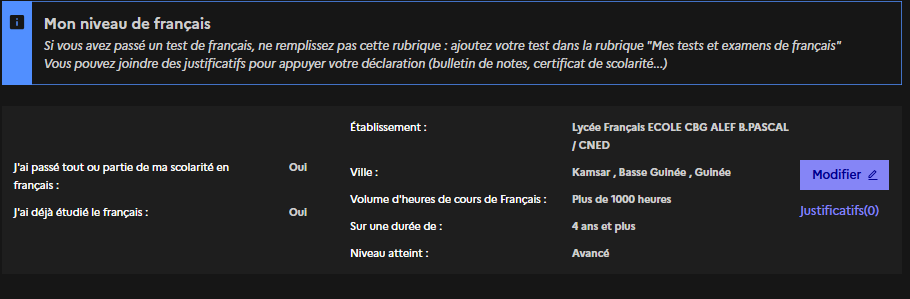 Mon niveau de français
Si vous avez passé un test de français, ne remplissez pas cette rubrique : ajoutez votre test dans la rubrique "Mes tests et examens de français"
Vous pouvez joindre des justificatifs pour appuyer votre déclaration (bulletin de notes, certificat de scolarité...)
J'ai passé tout ou partie de ma scolarité en
français :
Oui
J'ai déjà étudié le français :
Oui
Établissement :
Lycée Français ECOLE CBG ALEF B.PASCAL
/ CNED
Ville :
Kamsar , Basse Guinée , Guinée
Volume d'heures de cours de Français :
Plus de 1000 heures
Sur une durée de :
4 ans et plus
Niveau atteint :
Avancé
Modifier
Justificatifs(0)